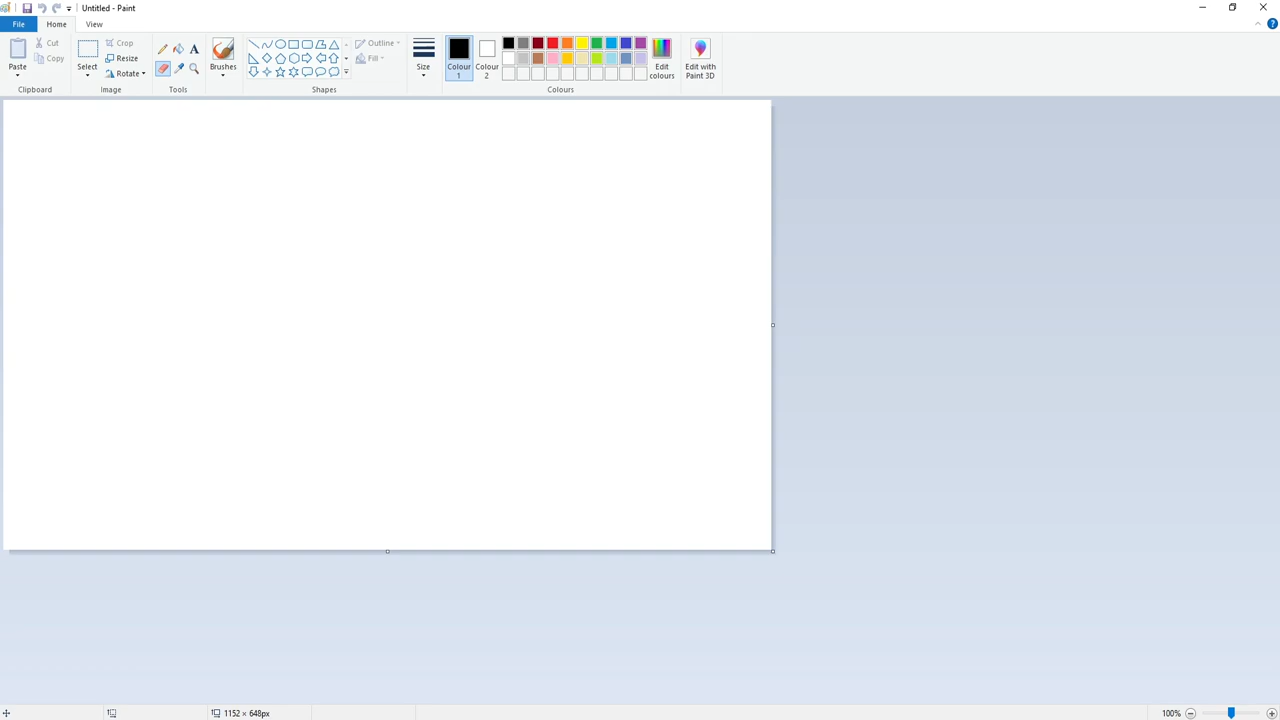 Untitled - Paint
File Home View
Paste Cut Copy Clipboard
Select Crop Resize Rotate Image
A Tools
Brushes
Outline Fill Shapes
Size
Colour 1 Colour 2 Edit colours Colours
Edit with Paint 3D
1152 × 648px 100%